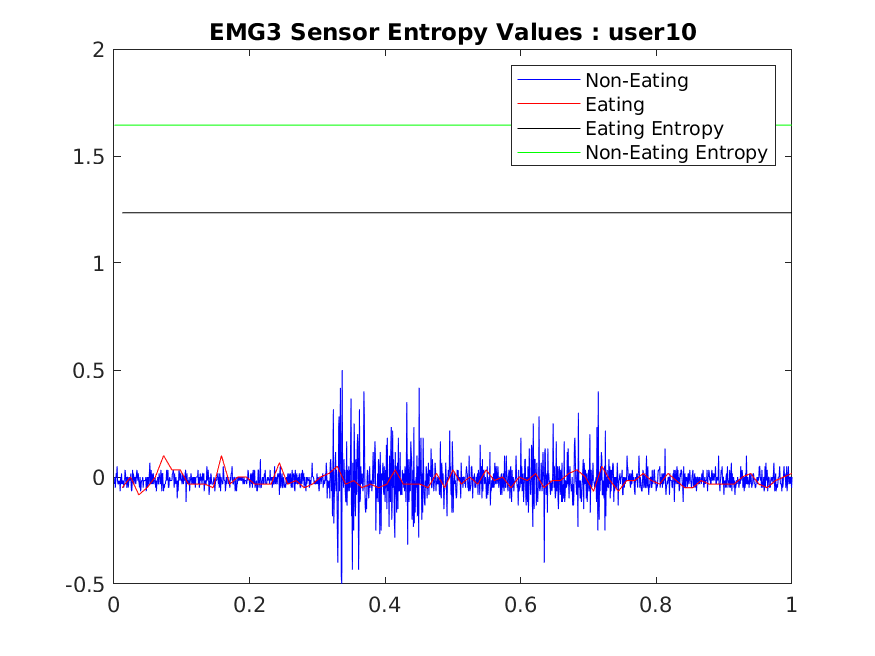 EMG3 Sensor Entropy Values : user10
2
Non-Eating
Eating
Eating Entropy
Non-Eating Entropy
1.5
1
0.5
0
-0.5
0 0.2 0.4 0.6 0.8 1